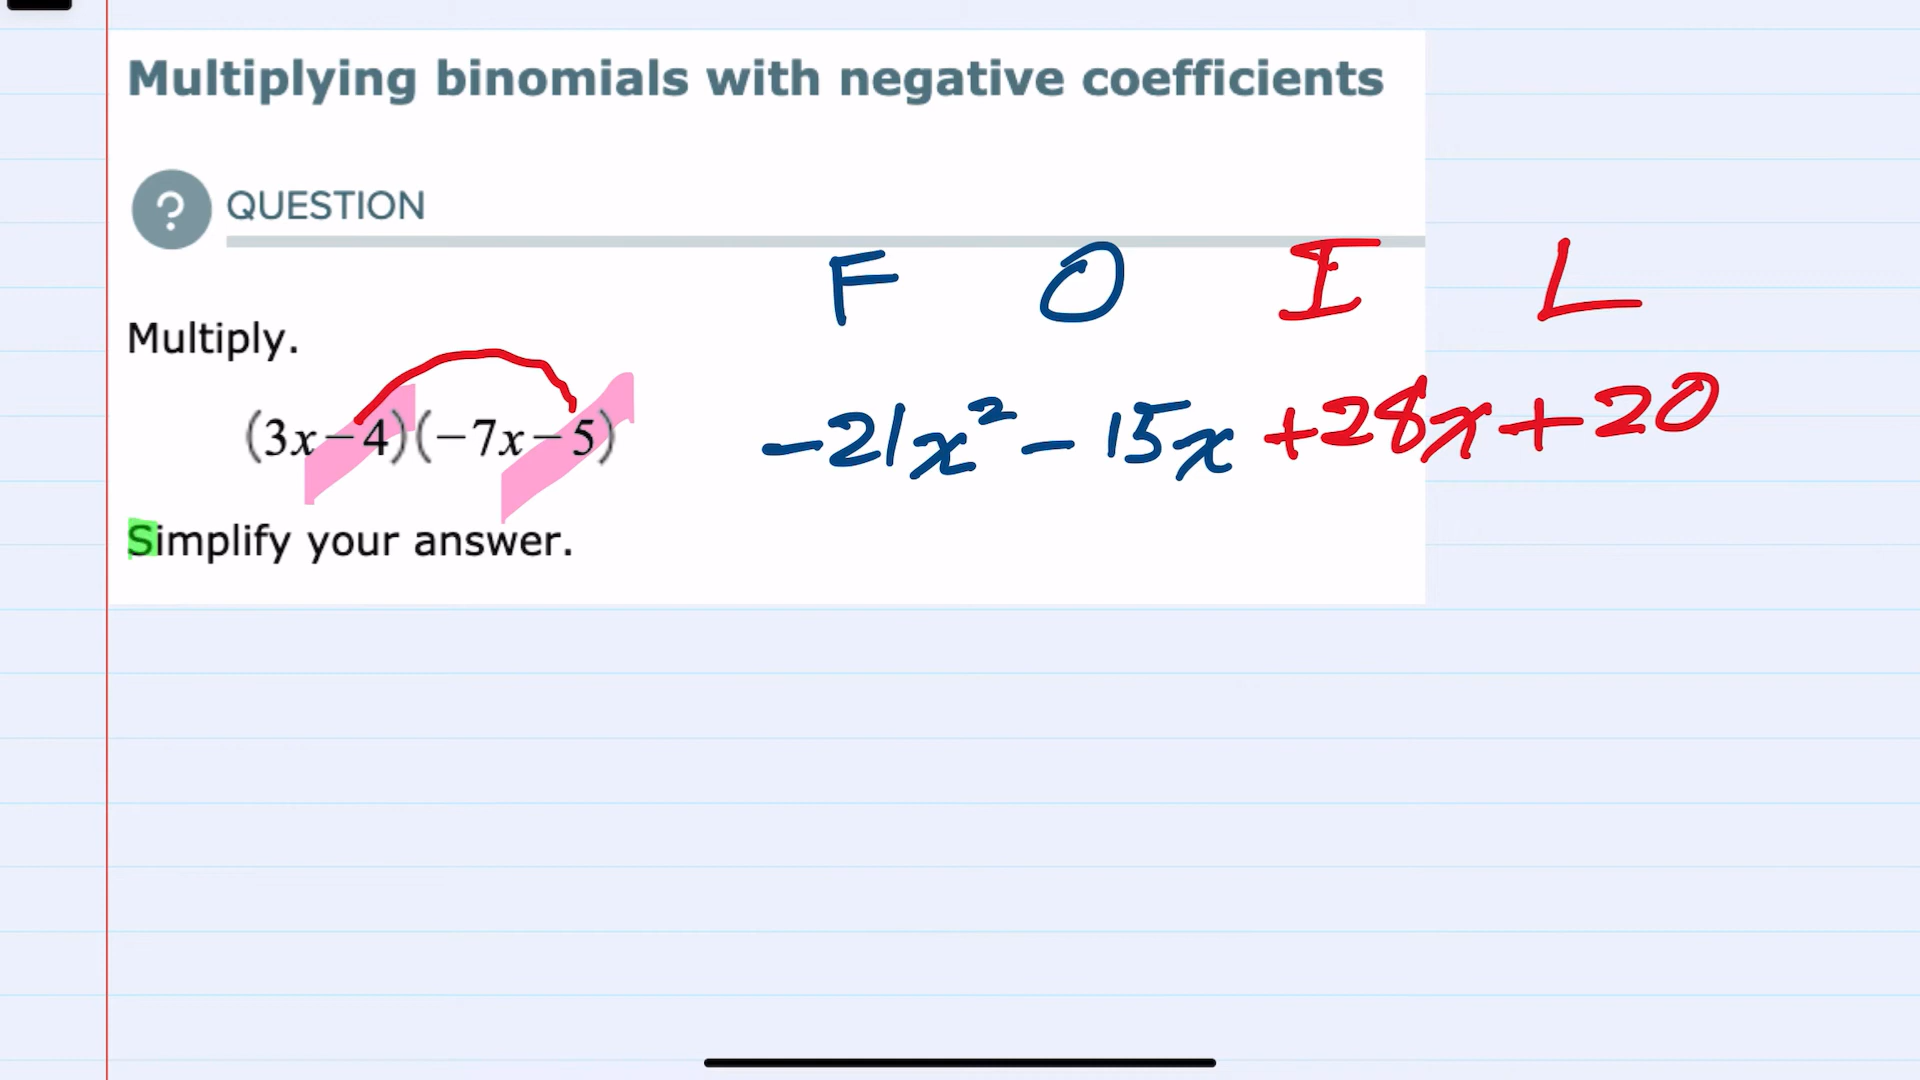 Multiplying binomials with negative coefficients
? QUESTION
F O I L
Multiply.
(3x−4)(−7x−5) −21x² − 15x +28x + 20
Simplify your answer.